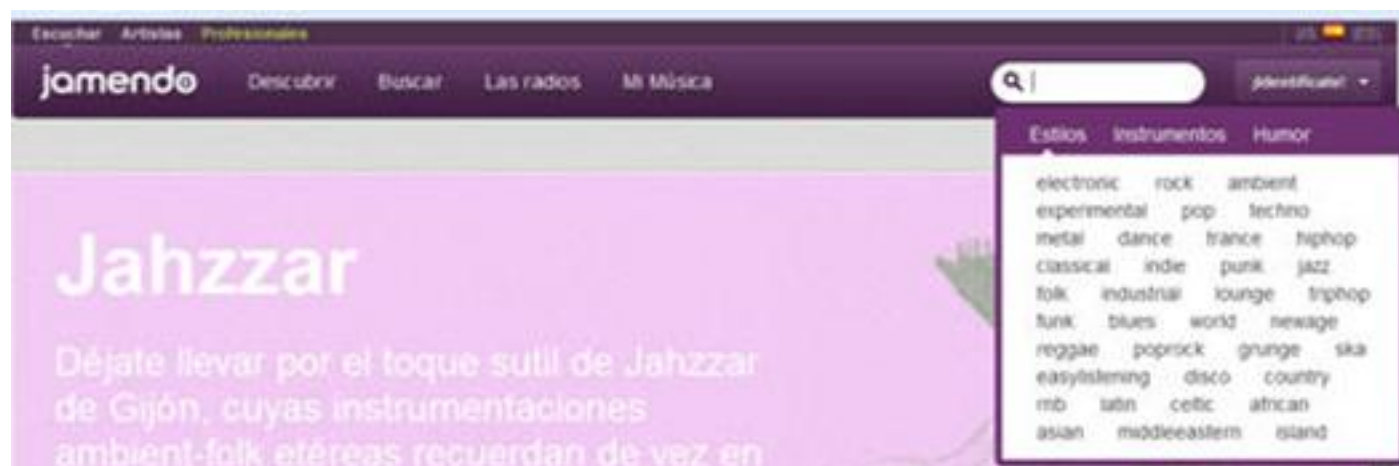 Escuchar Artistas Profesionales
jamendo Descubrir Buscar Las radios Mi Música ¡Identifícate!
Estilos Instrumentos Humor
electronic rock ambient
experimental pop techno
metal dance trance hiphop
classical indie punk jazz
folk industrial lounge triphop
funk blues world newage
reggae poprock grunge ska
easylistening disco country
rnb latin celtic african
asian middleeastern island
Jahzzar
Déjate llevar por el toque sutil de Jahzzar
de Gijón, cuyas instrumentaciones
ambient-folk etéreas recuerdan de vez en